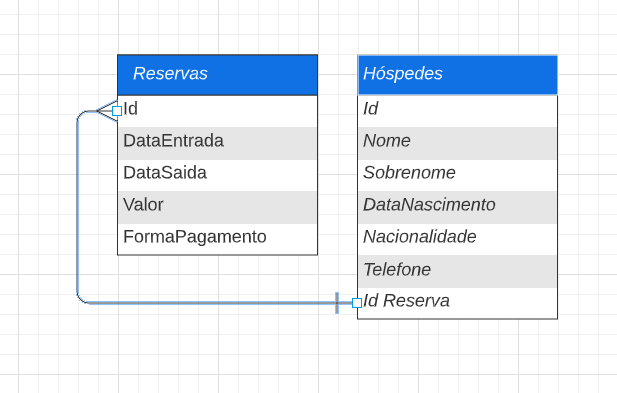 Reservas
Id
DataEntrada
DataSaida
Valor
FormaPagamento
Hóspedes
Id
Nome
Sobrenome
DataNascimento
Nacionalidade
Telefone
Id Reserva